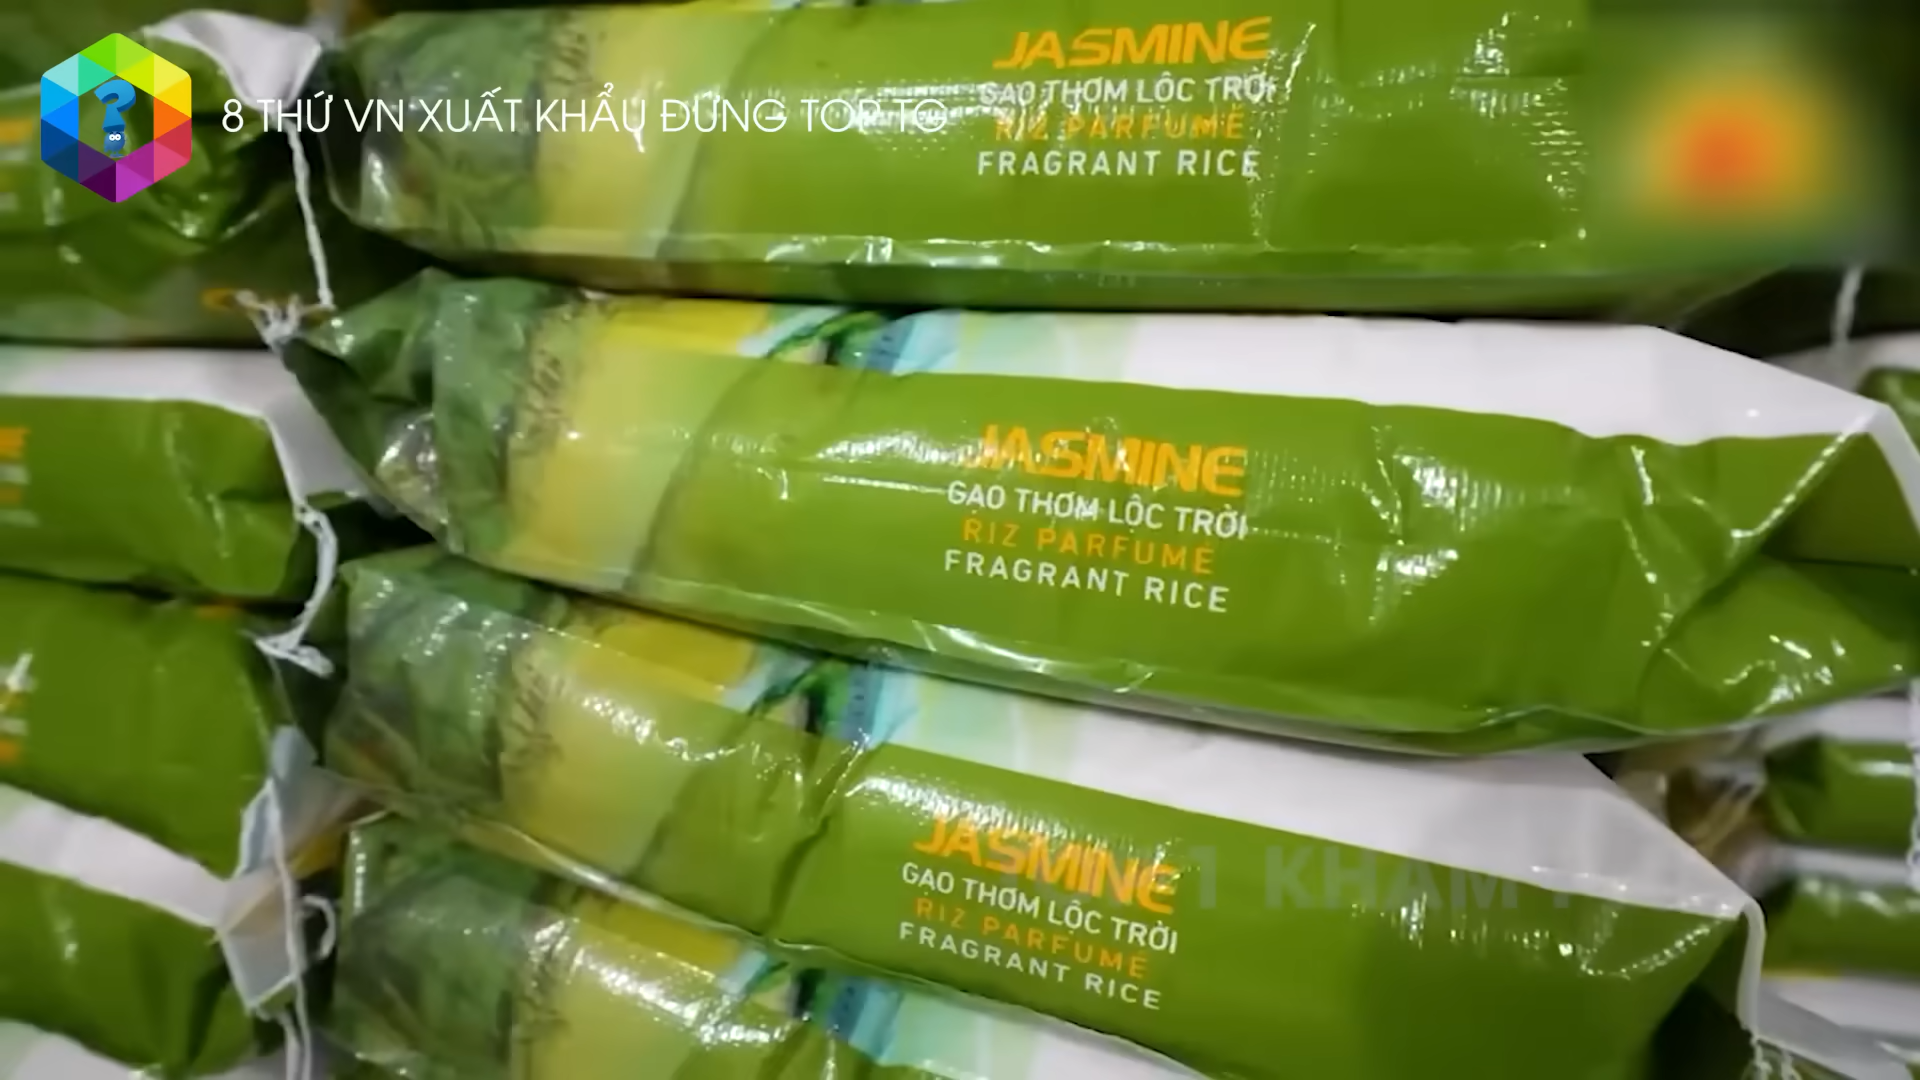 8 THỨ VN XUẤT KHẨU ĐỨNG TOP TG
JASMINE
GẠO THƠM LỘC TRỜI
RIZ PARFUMÉ
FRAGRANT RICE
JASMINE
GẠO THƠM LỘC TRỜI
RIZ PARFUMÉ
FRAGRANT RICE
JASMINE
GẠO THƠM LỘC TRỜI
RIZ PARFUMÉ
FRAGRANT RICE